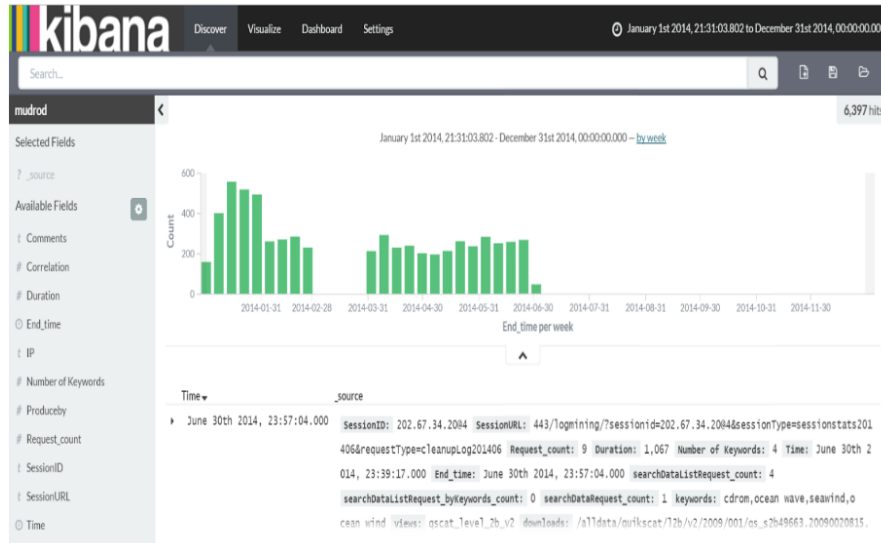 kibana Discover Visualize Dashboard Settings January 1st 2014, 21:31:03.802 to December 31st 2014, 00:00:00.00
Search...
mudrod
6,397 hits
Selected Fields
? _source
Available Fields
t Comments
# Correlation
# Duration
End_time
t IP
# Number of Keywords
# Produceby
# Request_count
t SessionID
t SessionURL
Time
January 1st 2014, 21:31:03.802 - December 31st 2014, 00:00:00.000 — by week
Count
600
400
200
0
2014-01-31 2014-02-28 2014-03-31 2014-04-30 2014-05-31 2014-06-30 2014-07-31 2014-08-31 2014-09-30 2014-10-31 2014-11-30
End_time per week
Time _source
June 30th 2014, 23:57:04.000 SessionID: 202.67.34.20@4 SessionURL: 443/logmining/?sessionid=202.67.34.20@4&sessionType=sessionstats201
406&requestType=cleanupLog201406 Request_count: 9 Duration: 1,067 Number of Keywords: 4 Time: June 30th 2
014, 23:39:17.000 End_time: June 30th 2014, 23:57:04.000 searchDataListRequest_count: 4
searchDataListRequest_byKeywords_count: 0 searchDataRequest_count: 1 keywords: cdrom,ocean wave,seawind,o
cean wind views: qscat_level_2b_v2 downloads: /alldata/quikscat/l2b/v2/2009/001/qs_s2b49663.20090020815.